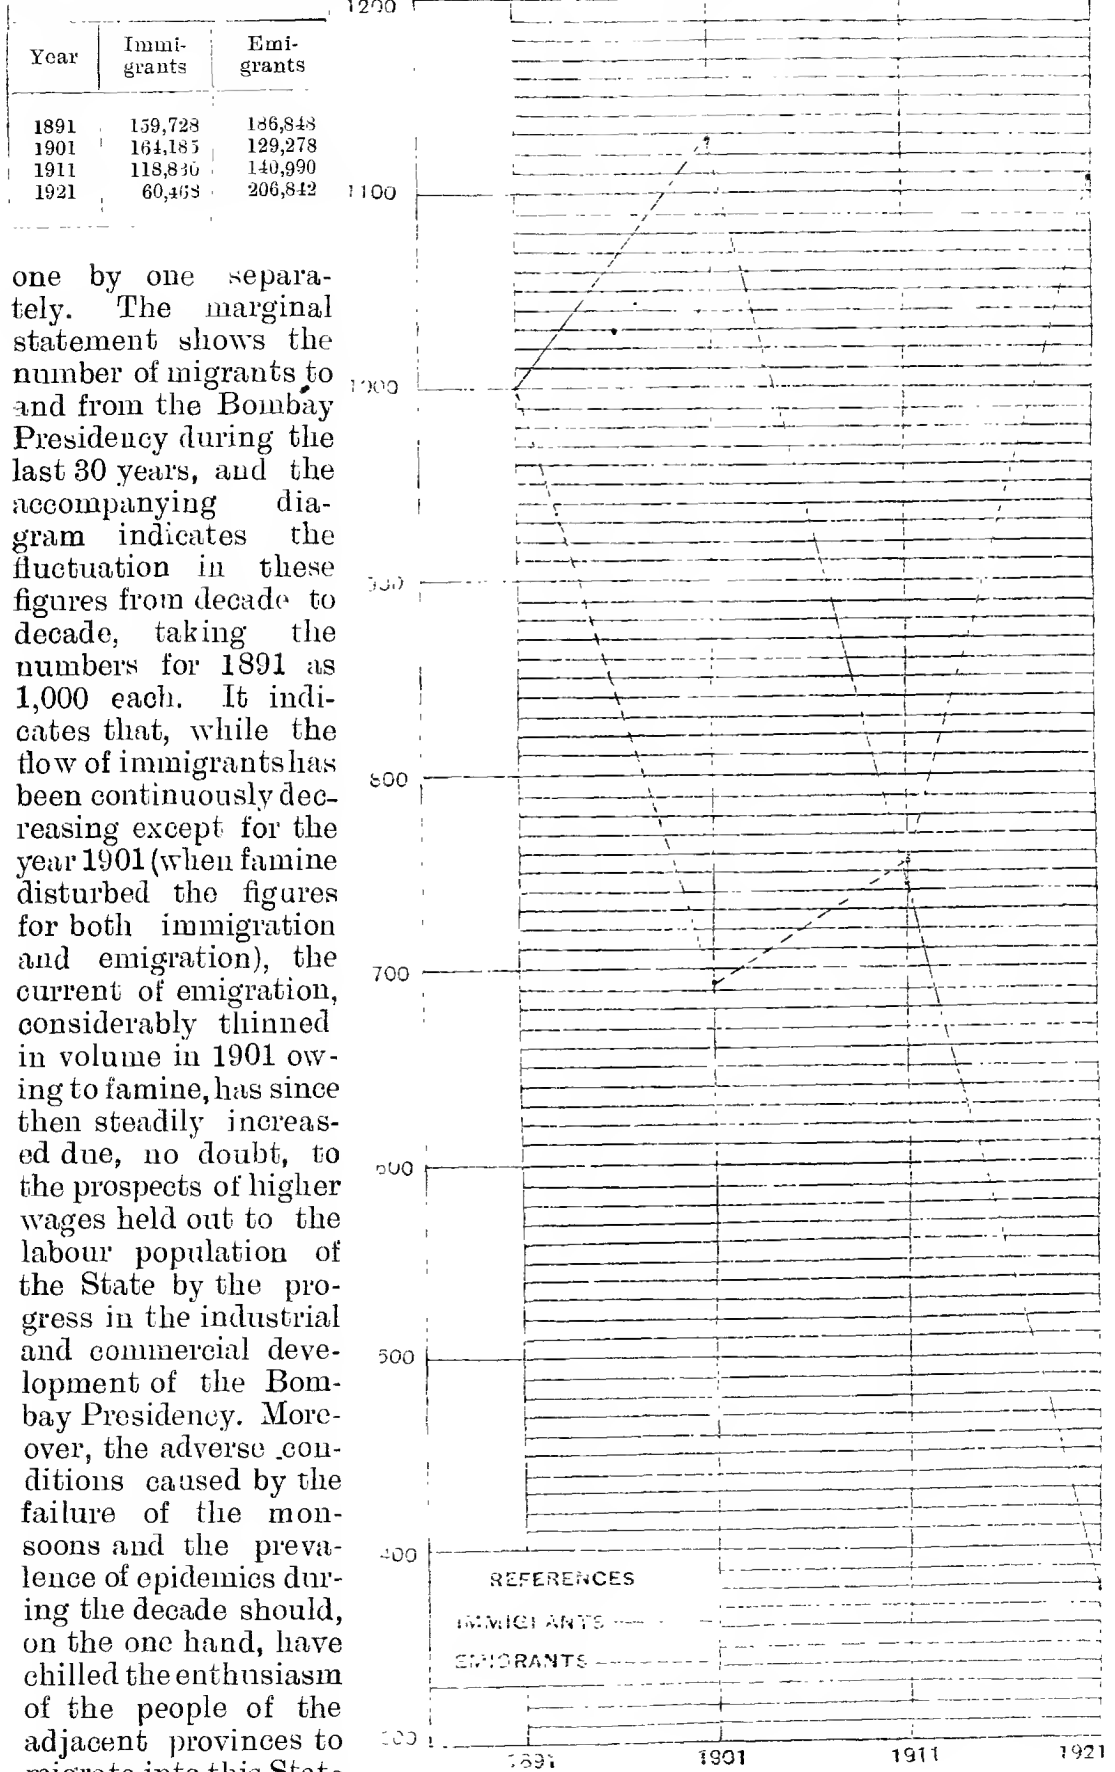 Year Immi- Emi-
grants grants
1891 159,728 186,848
1901 164,185 129,278
1911 140,990
1921 206,842
one by one separa-
tely. The marginal
statement shows the
number of migrants to
and from the Bombay
Presidency during the
last 30 years, and the
accompanying dia-
gram indicates the
fluctuation in these
figures from decade to
decade, taking the
numbers for 1891 as
1,000 each. It indi-
cates that, while the
flow of immigrants has
been continuously dec-
reasing except for the
year 1901 (when famine
disturbed the figures
for both immigration
and emigration), the
current of emigration,
considerably thinned
in volume in 1901 ow-
ing to famine, has since
then steadily increas-
ed due, no doubt, to
the prospects of higher
wages held out to the
labour population of
the State by the pro-
gress in the industrial
and commercial deve-
lopment of the Bom-
bay Presidency. More-
over, the adverse con-
ditions caused by the
failure of the mon-
soons and the preva-
lence of epidemics dur-
ing the decade should,
on the one hand, have
chilled the enthusiasm
of the people of the
adjacent provinces to
migrate into this State
1200
1100
1000
900
800
700
600
500
400
300
REFERENCES
IMMIGRANTS
EMIGRANTS
1891 1901 1911 1921